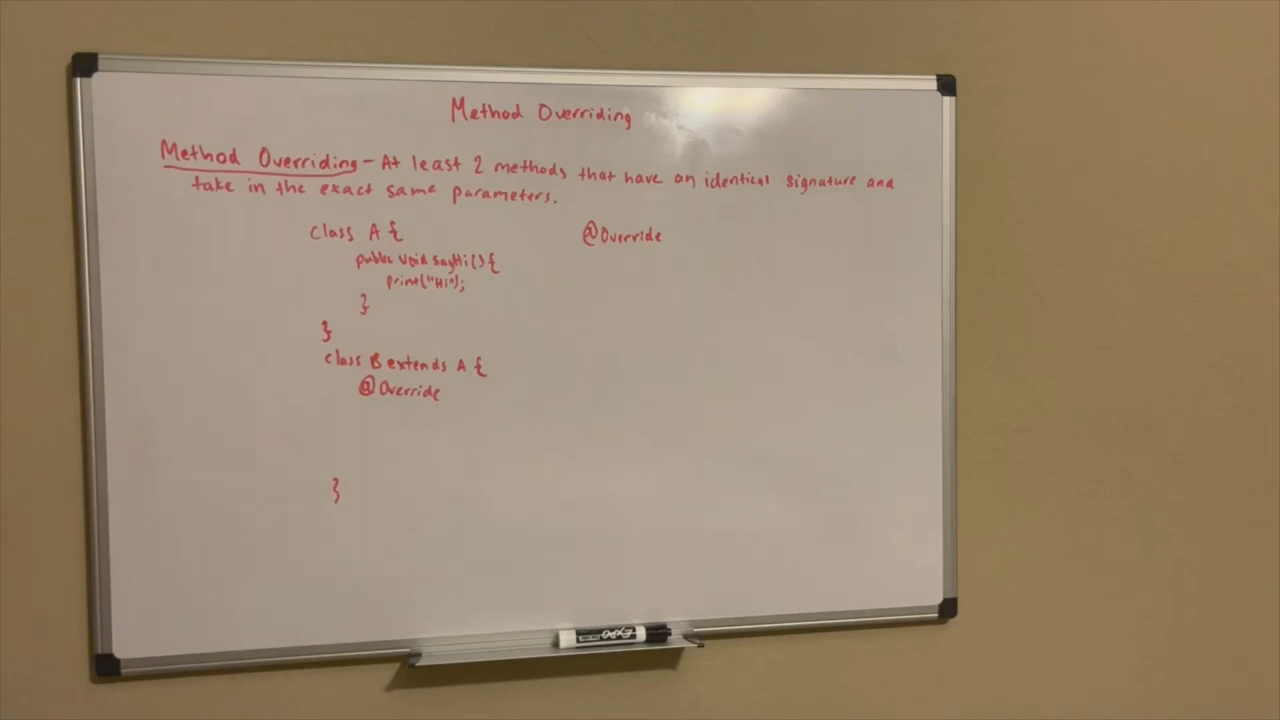 Method Overriding
Method Overriding - At least 2 methods that have an identical signature and
take in the exact same parameters.
class A {
@Override
public void sayHi() {
print("Hi");
}
}
class B extends A {
@Override
}
EXPO